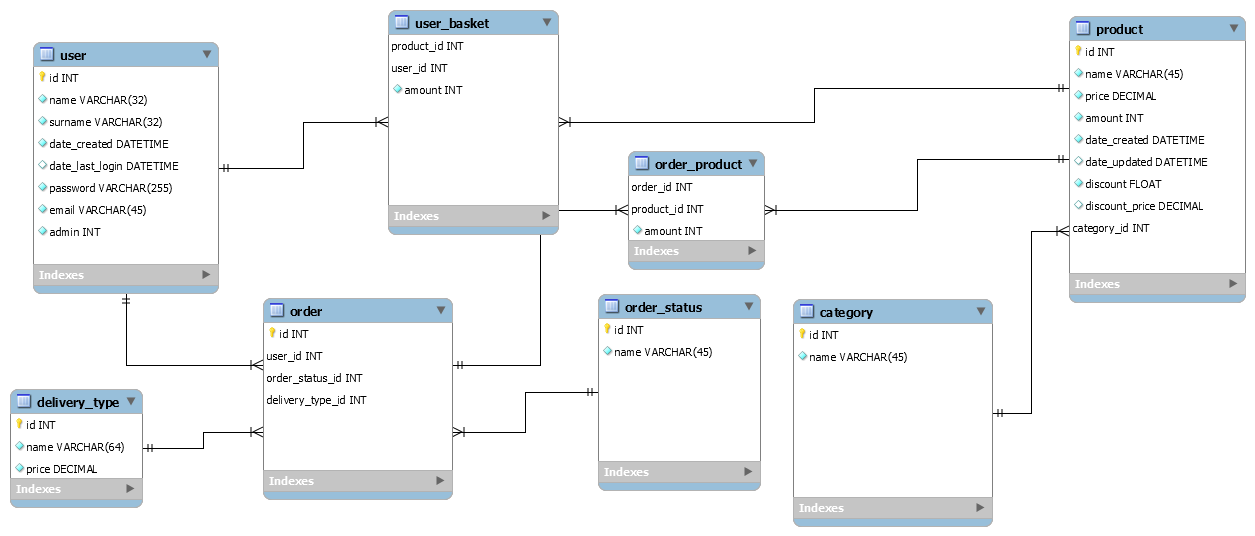 user
id INT
name VARCHAR(32)
surname VARCHAR(32)
date_created DATETIME
date_last_login DATETIME
password VARCHAR(255)
email VARCHAR(45)
admin INT
Indexes
user_basket
product_id INT
user_id INT
amount INT
Indexes
product
id INT
name VARCHAR(45)
price DECIMAL
amount INT
date_created DATETIME
date_updated DATETIME
discount FLOAT
discount_price DECIMAL
category_id INT
Indexes
order_product
order_id INT
product_id INT
amount INT
Indexes
order
id INT
user_id INT
order_status_id INT
delivery_type_id INT
Indexes
order_status
id INT
name VARCHAR(45)
Indexes
category
id INT
name VARCHAR(45)
Indexes
delivery_type
id INT
name VARCHAR(64)
price DECIMAL
Indexes